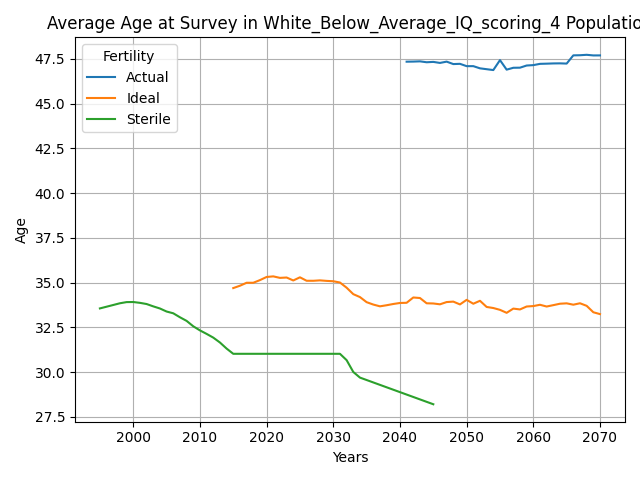 Average Age at Survey in White_Below_Average_IQ_scoring_4 Populatio
Fertility
Actual
Ideal
Sterile
47.5
45.0
42.5
40.0
37.5
35.0
32.5
30.0
27.5
Age
2000 2010 2020 2030 2040 2050 2060 2070
Years